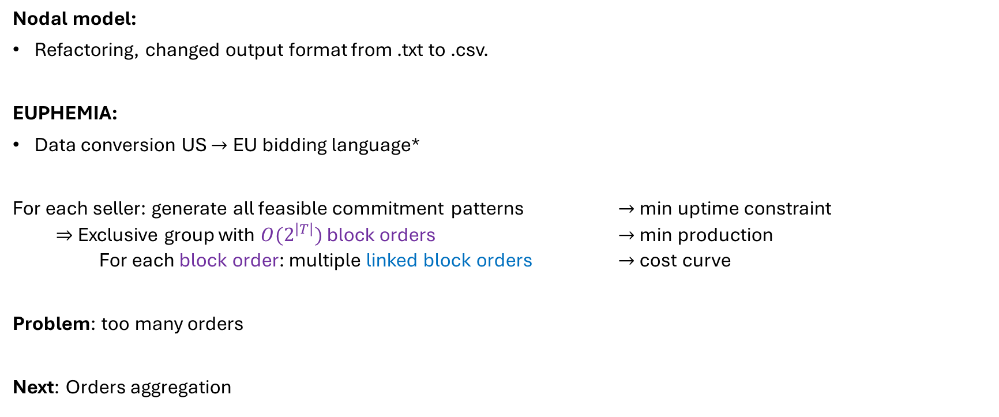 Nodal model:
• Refactoring, changed output format from .txt to .csv.
EUPHEMIA:
• Data conversion US → EU bidding language*
For each seller: generate all feasible commitment patterns → min uptime constraint
⇒ Exclusive group with O(2^|T|) block orders → min production
For each block order: multiple linked block orders → cost curve
Problem: too many orders
Next: Orders aggregation